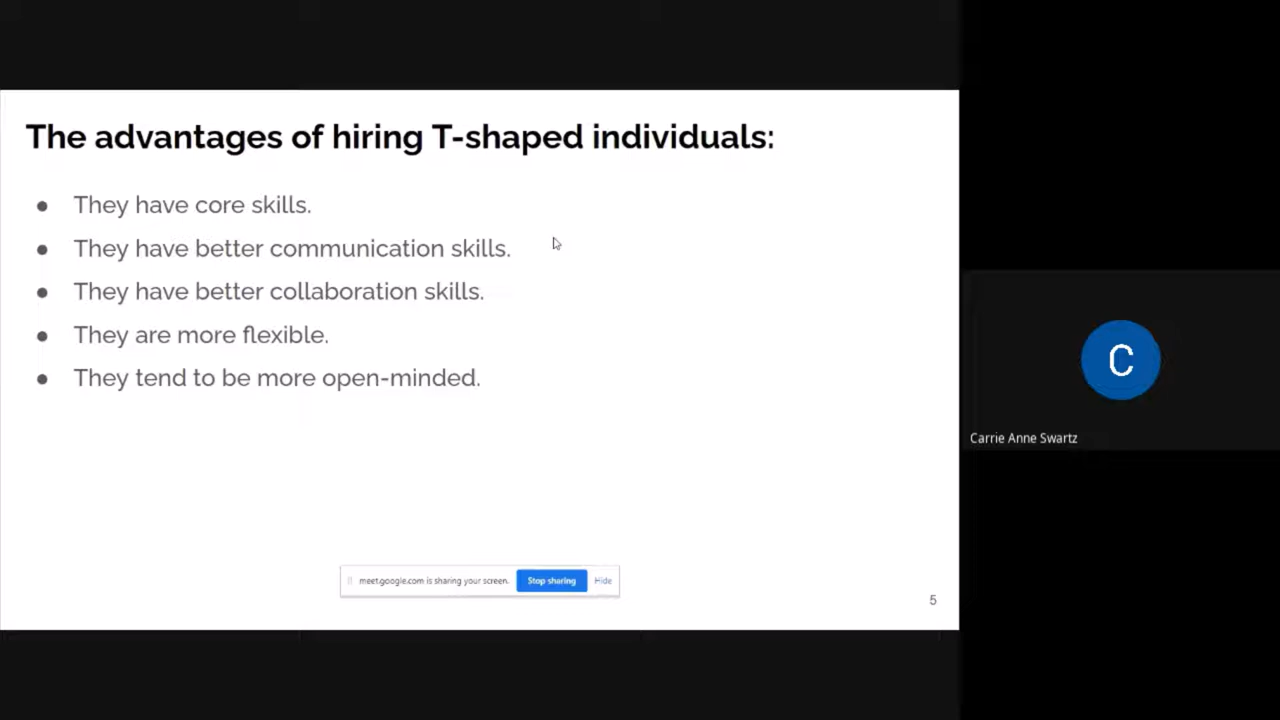 The advantages of hiring T-shaped individuals:
● They have core skills.
● They have better communication skills.
● They have better collaboration skills.
● They are more flexible.
● They tend to be more open-minded.
meet.google.com is sharing your screen. Stop sharing Hide
5
C
Carrie Anne Swartz